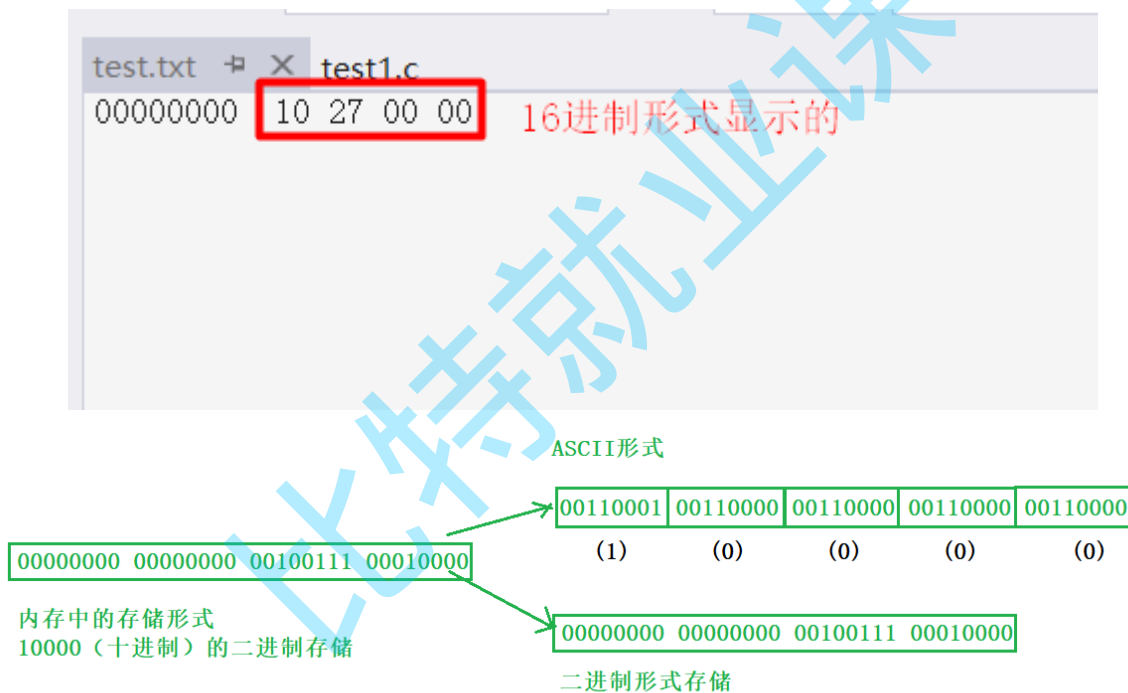 test.txt test1.c
00000000 10 27 00 00 16进制形式显示的
ASCII形式
00110001 00110000 00110000 00110000 00110000
(1) (0) (0) (0) (0)
00000000 00000000 00100111 00010000
内存中的存储形式
10000（十进制）的二进制存储
00000000 00000000 00100111 00010000
二进制形式存储
比特就业课